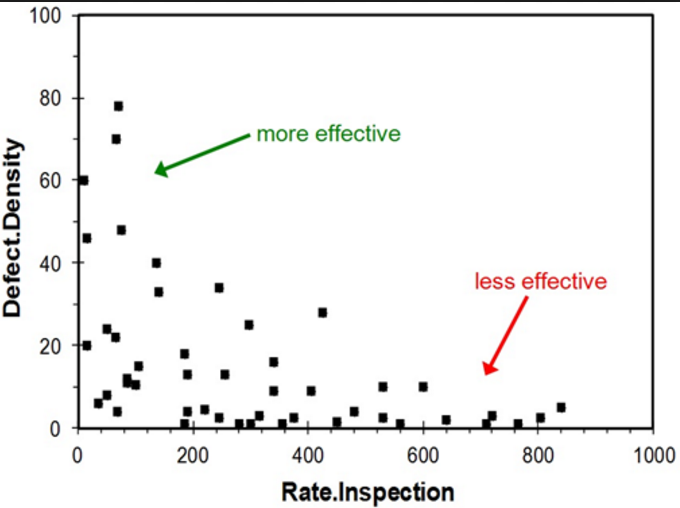 100
80
60
40
20
0
Defect.Density
more effective
less effective
0 200 400 600 800 1000
Rate.Inspection